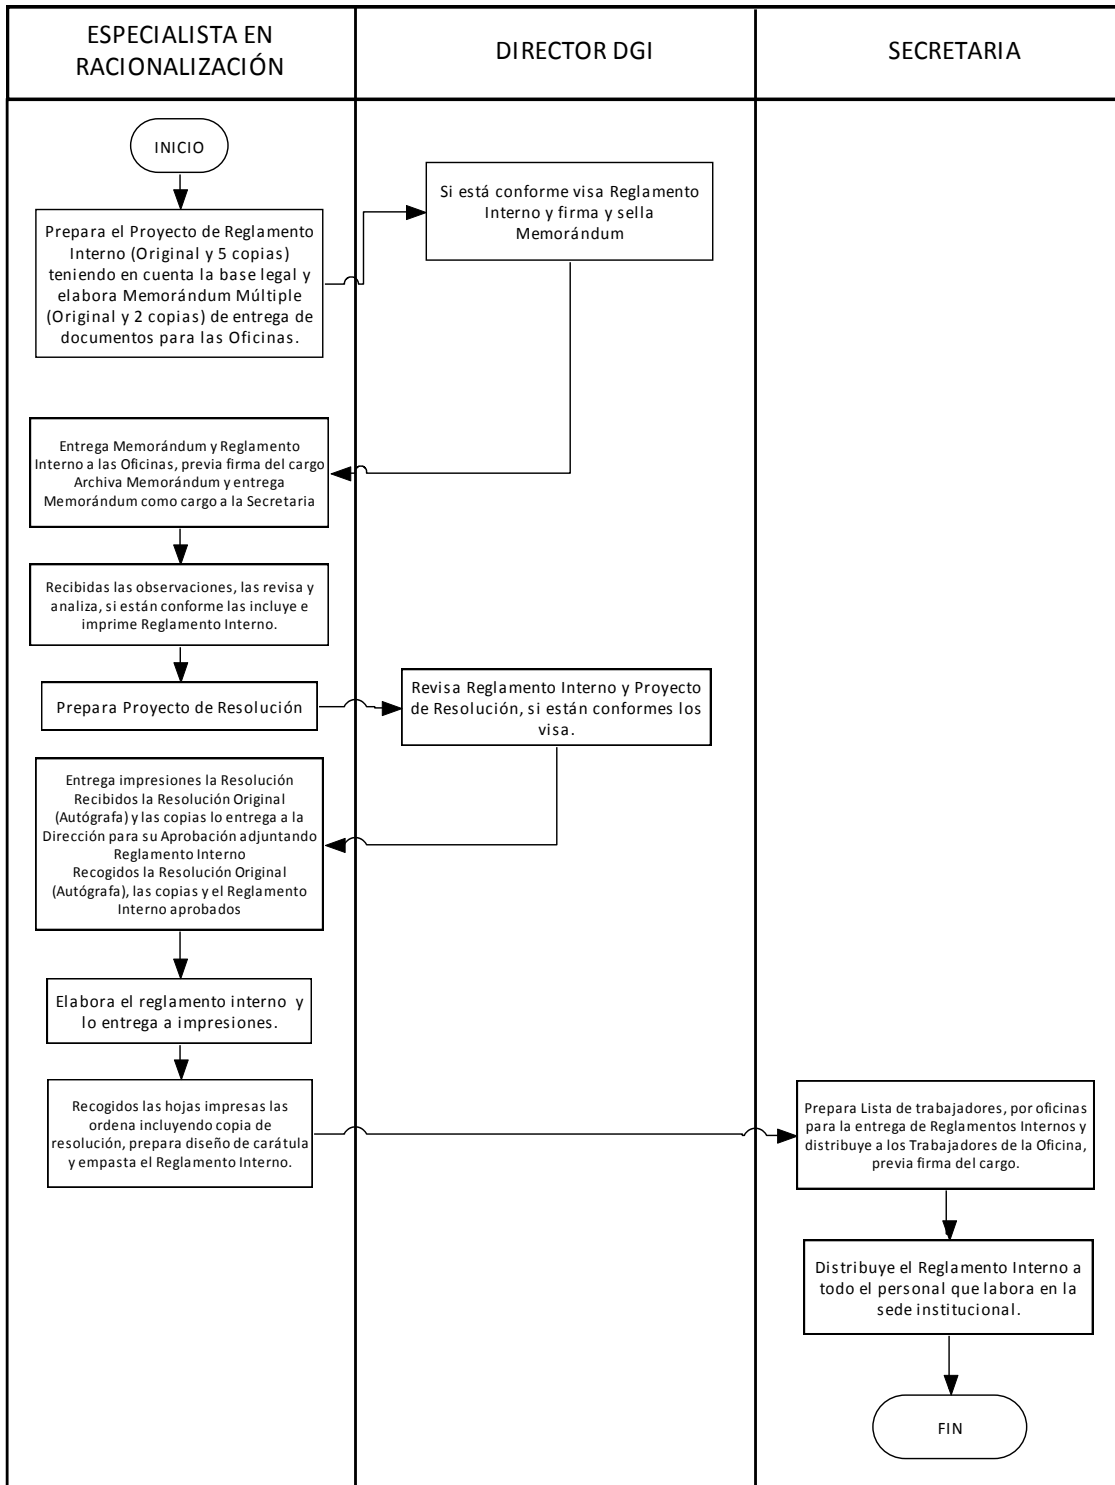 ESPECIALISTA EN
RACIONALIZACIÓN
DIRECTOR DGI
SECRETARIA
INICIO
Prepara el Proyecto de Reglamento
Interno (Original y 5 copias)
teniendo en cuenta la base legal y
elabora Memorándum Múltiple
(Original y 2 copias) de entrega de
documentos para las Oficinas.
Si está conforme visa Reglamento
Interno y firma y sella
Memorándum
Entrega Memorándum y Reglamento
Interno a las Oficinas, previa firma del cargo
Archiva Memorándum y entrega
Memorándum como cargo a la Secretaria
Recibidas las observaciones, las revisa y
analiza, si están conforme las incluye e
imprime Reglamento Interno.
Prepara Proyecto de Resolución
Revisa Reglamento Interno y Proyecto
de Resolución, si están conformes los
visa.
Entrega impresiones la Resolución
Recibidos la Resolución Original
(Autógrafa) y las copias lo entrega a la
Dirección para su Aprobación adjuntando
Reglamento Interno
Recogidos la Resolución Original
(Autógrafa), las copias y el Reglamento
Interno aprobados
Elabora el reglamento interno y
lo entrega a impresiones.
Recogidos las hojas impresas las
ordena incluyendo copia de
resolución, prepara diseño de carátula
y empasta el Reglamento Interno.
Prepara Lista de trabajadores, por oficinas
para la entrega de Reglamentos Internos y
distribuye a los Trabajadores de la Oficina,
previa firma del cargo.
Distribuye el Reglamento Interno a
todo el personal que labora en la
sede institucional.
FIN